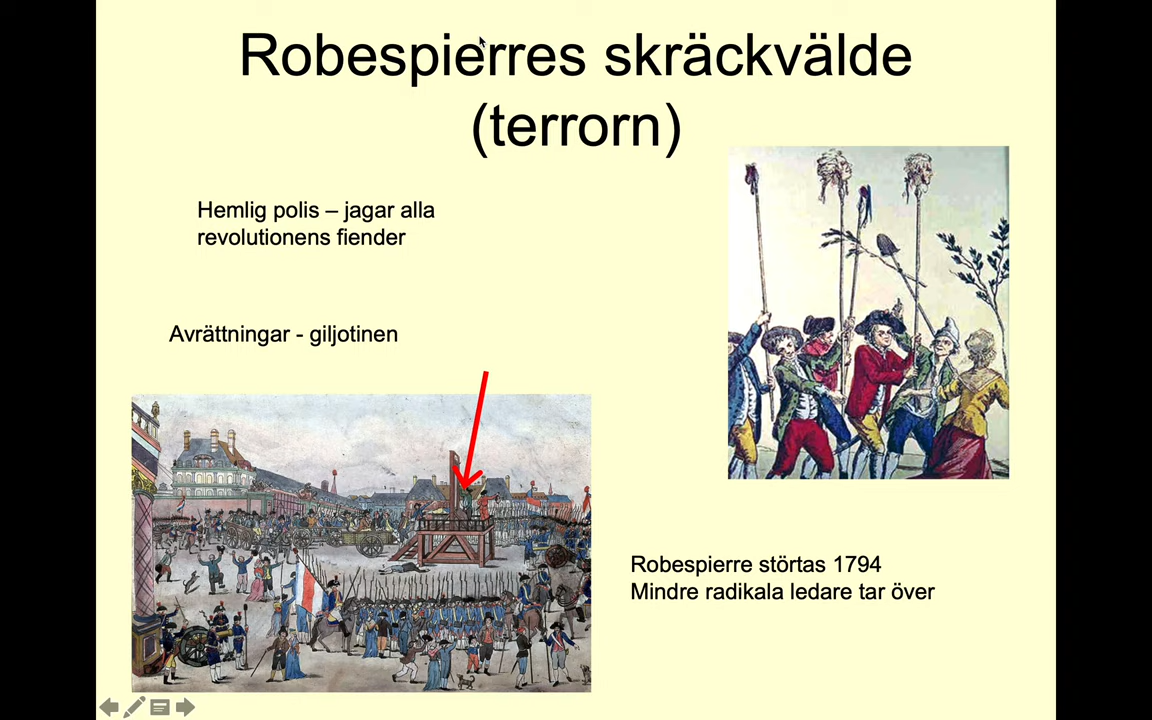 Robespierres skräckvälde
(terrorn)
Hemlig polis – jagar alla
revolutionens fiender
Avrättningar - giljotinen
Robespierre störtas 1794
Mindre radikala ledare tar över